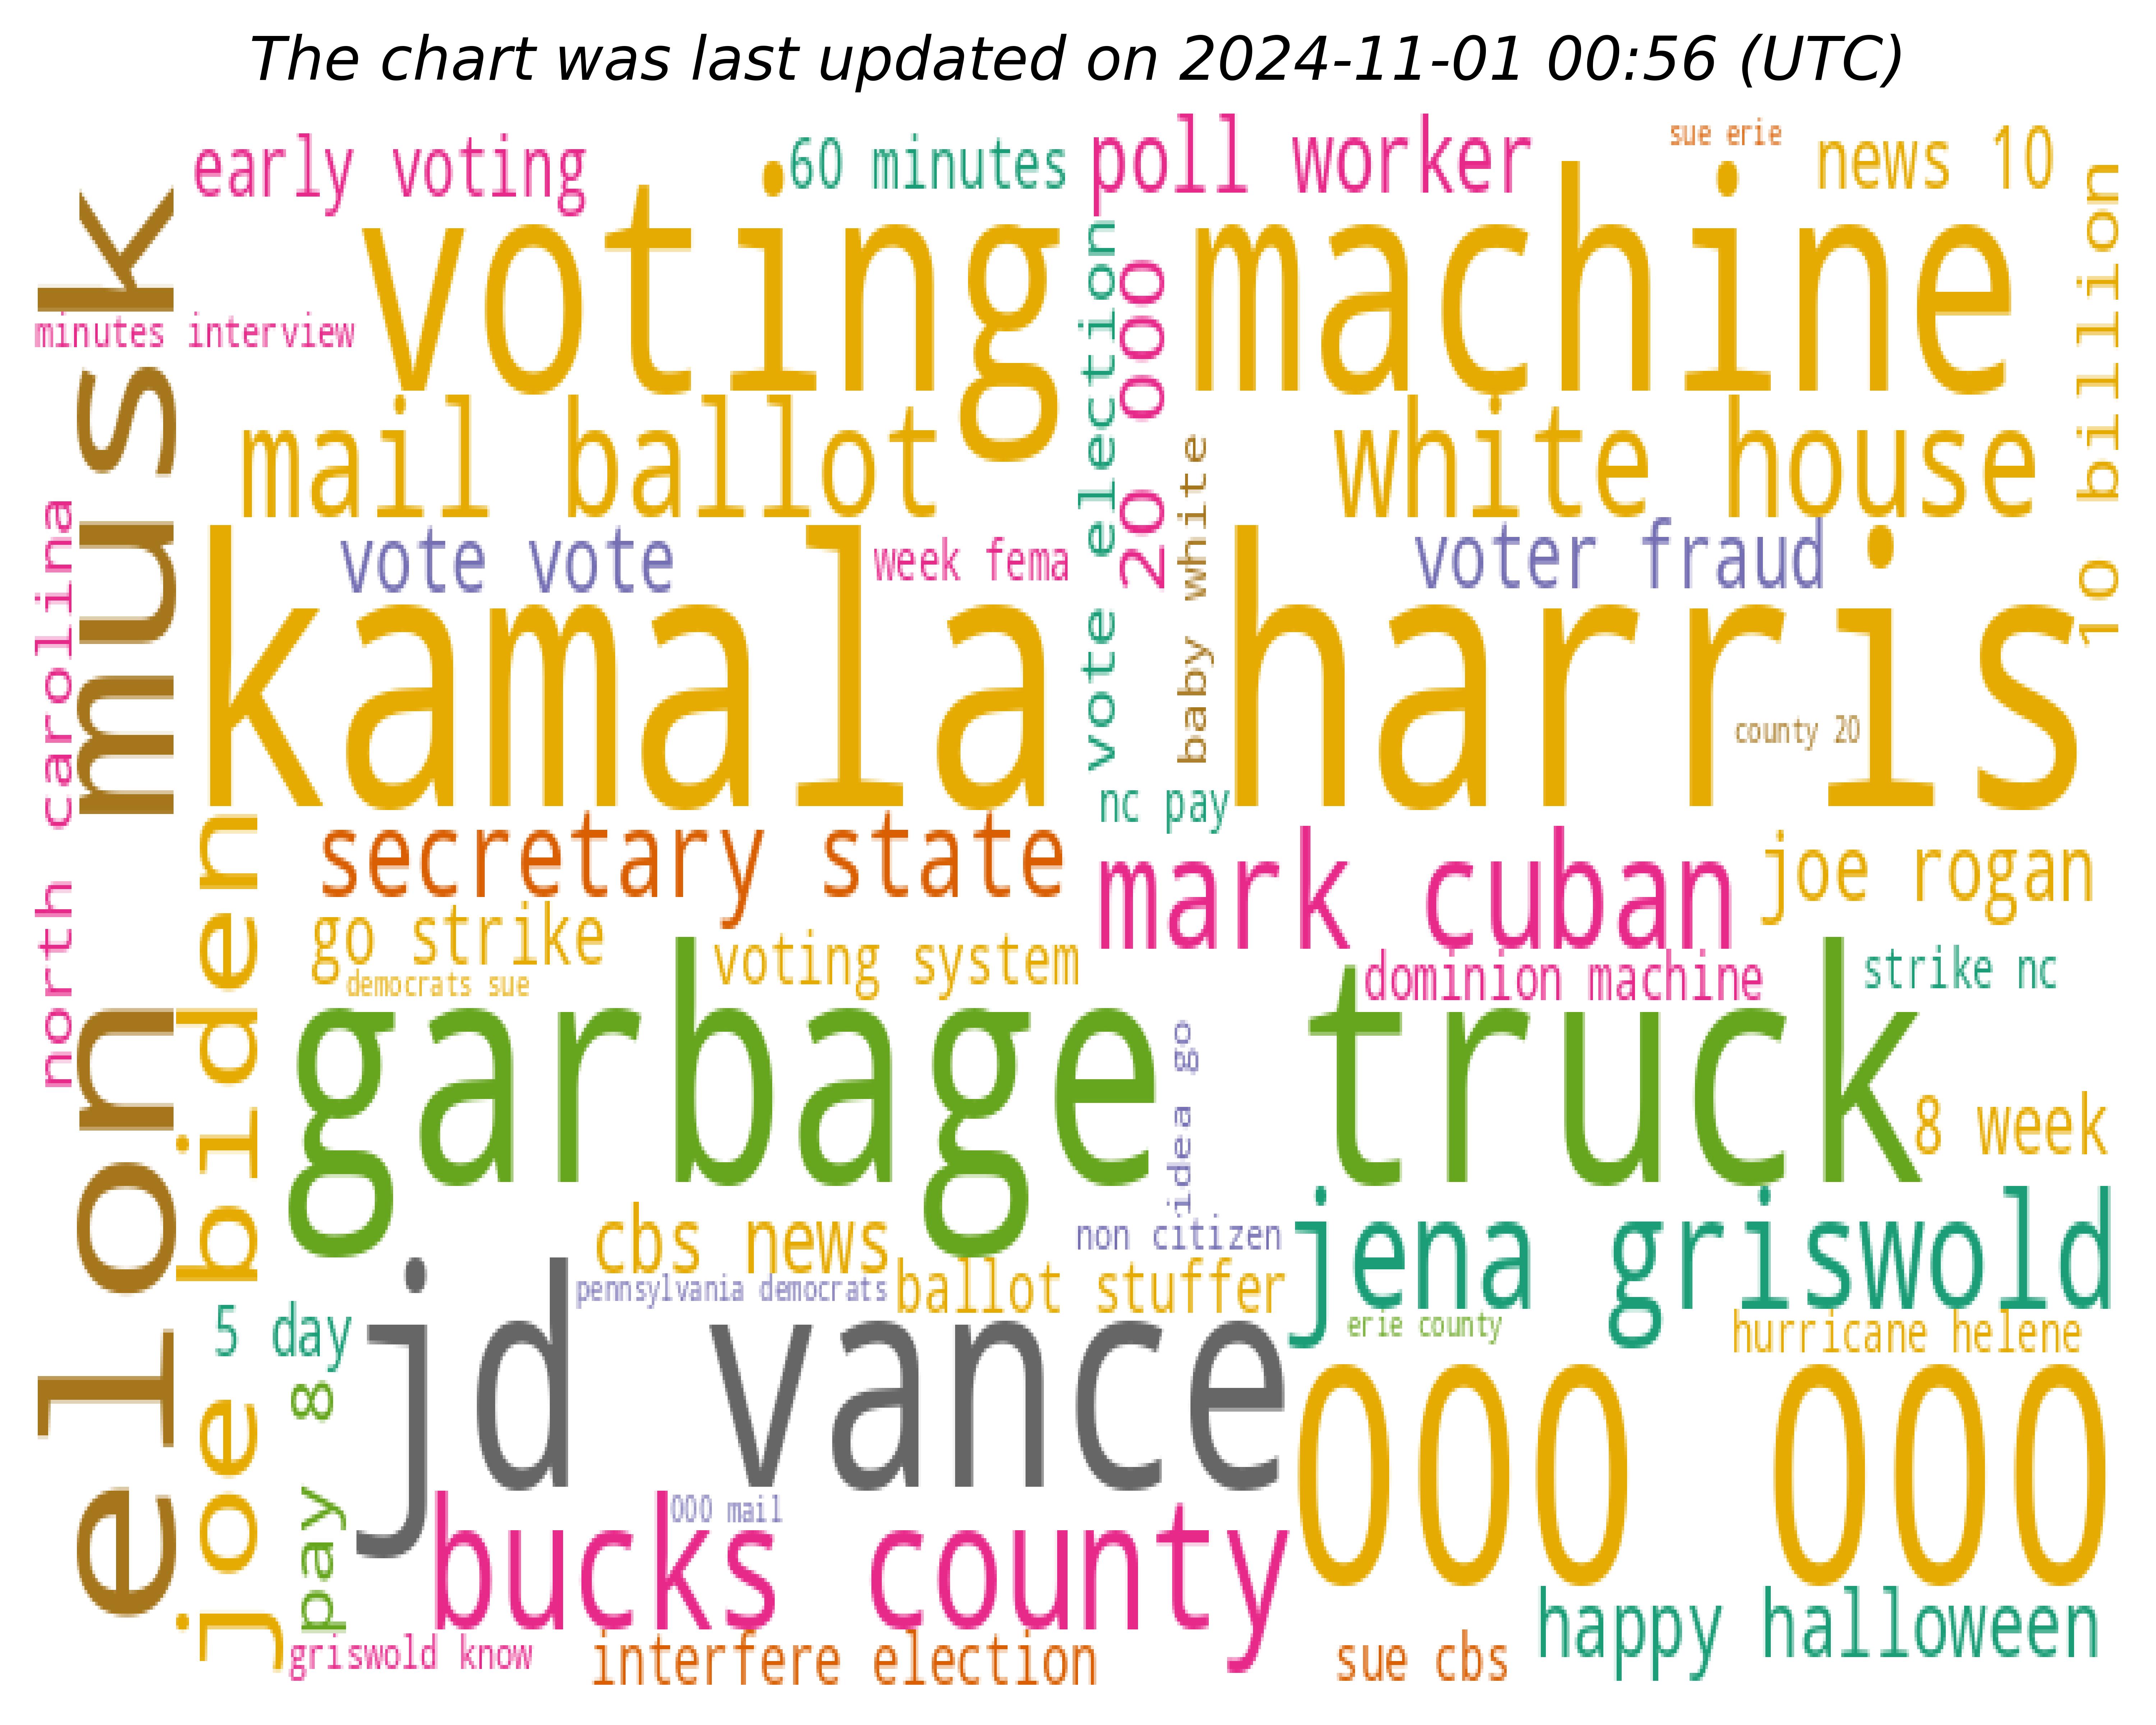 The chart was last updated on 2024-11-01 00:56 (UTC)
early voting
60 minutes
poll worker
sue erie
news 10
voting machine
10 billion
elon musk
minutes interview
vote election
20 000
mail ballot
white house
baby white
north carolina
vote vote
week fema
voter fraud
kamala harris
county 20
nc pay
joe biden
secretary state
mark cuban
joe rogan
go strike
voting system
dominion machine
strike nc
democrats sue
garbage truck
idea go
8 week
cbs news
non citizen
jena griswold
pennsylvania democrats
ballot stuffer
5 day
erie county
hurricane helene
jd vance
000 000
pay 8
000 mail
bucks county
happy halloween
griswold know
interfere election
sue cbs